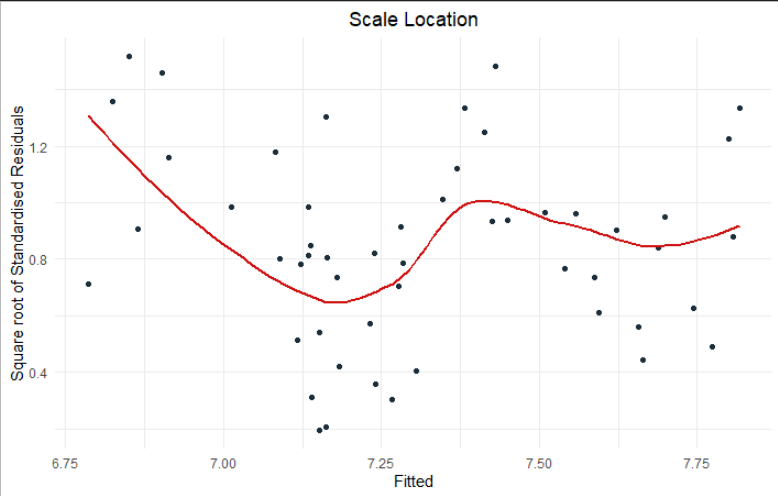 Scale Location
Square root of Standardised Residuals
1.2
0.8
0.4
6.75 7.00 7.25 7.50 7.75
Fitted